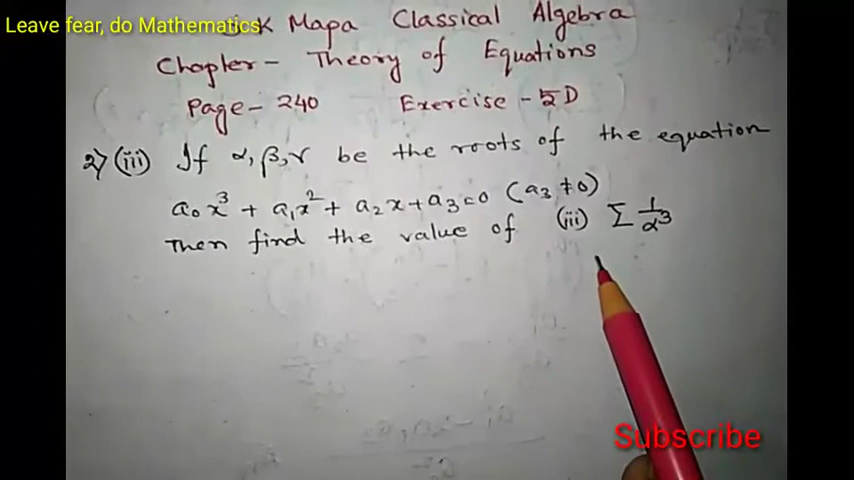 Leave fear, do Mathematics
SK Mapa Classical Algebra
Chapter - Theory of Equations
Page - 240 Exercise - 5D
2) (iii) If α, β, γ be the roots of the equation
a₀x³ + a₁x² + a₂x + a₃ = 0 (a₃ ≠ 0)
Then find the value of (iii) Σ 1/α³
Subscribe